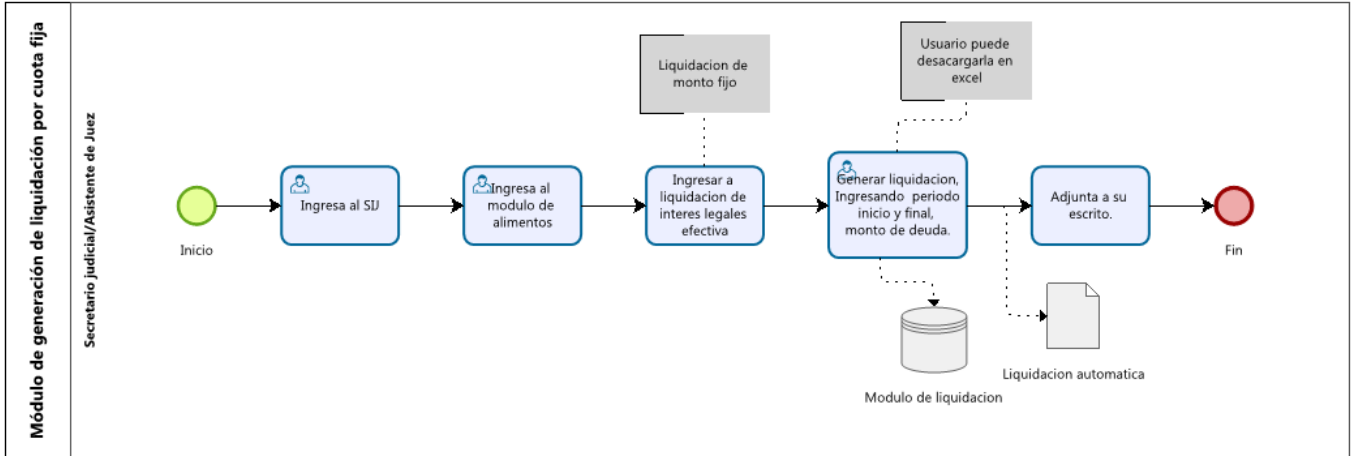 Módulo de generación de liquidación por cuota fija
Secretario judicial/Asistente de Juez
Inicio
Ingresa al SIJ
Ingresa al
modulo de
alimentos
Liquidacion de
monto fijo
Ingresar a
liquidacion de
interes legales
efectiva
Usuario puede
desacargarla en
excel
Generar liquidacion,
Ingresando periodo
inicio y final,
monto de deuda.
Modulo de liquidacion
Liquidacion automatica
Adjunta a su
escrito.
Fin